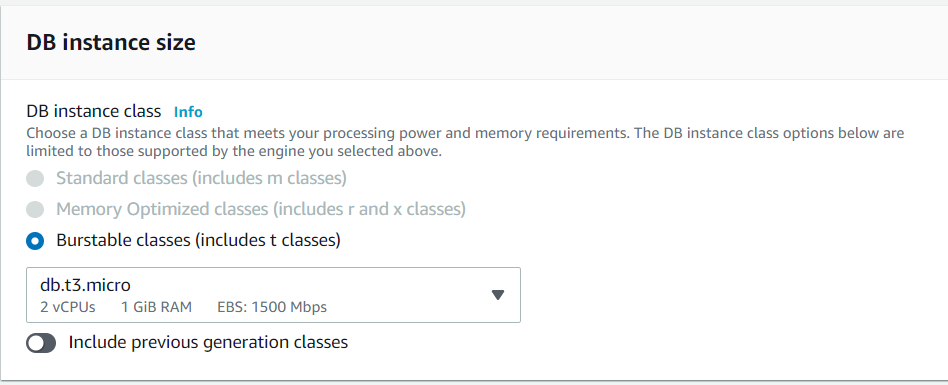 DB instance size
DB instance class Info
Choose a DB instance class that meets your processing power and memory requirements. The DB instance class options below are
limited to those supported by the engine you selected above.
Standard classes (includes m classes)
Memory Optimized classes (includes r and x classes)
Burstable classes (includes t classes)
db.t3.micro
2 vCPUs 1 GiB RAM EBS: 1500 Mbps
Include previous generation classes